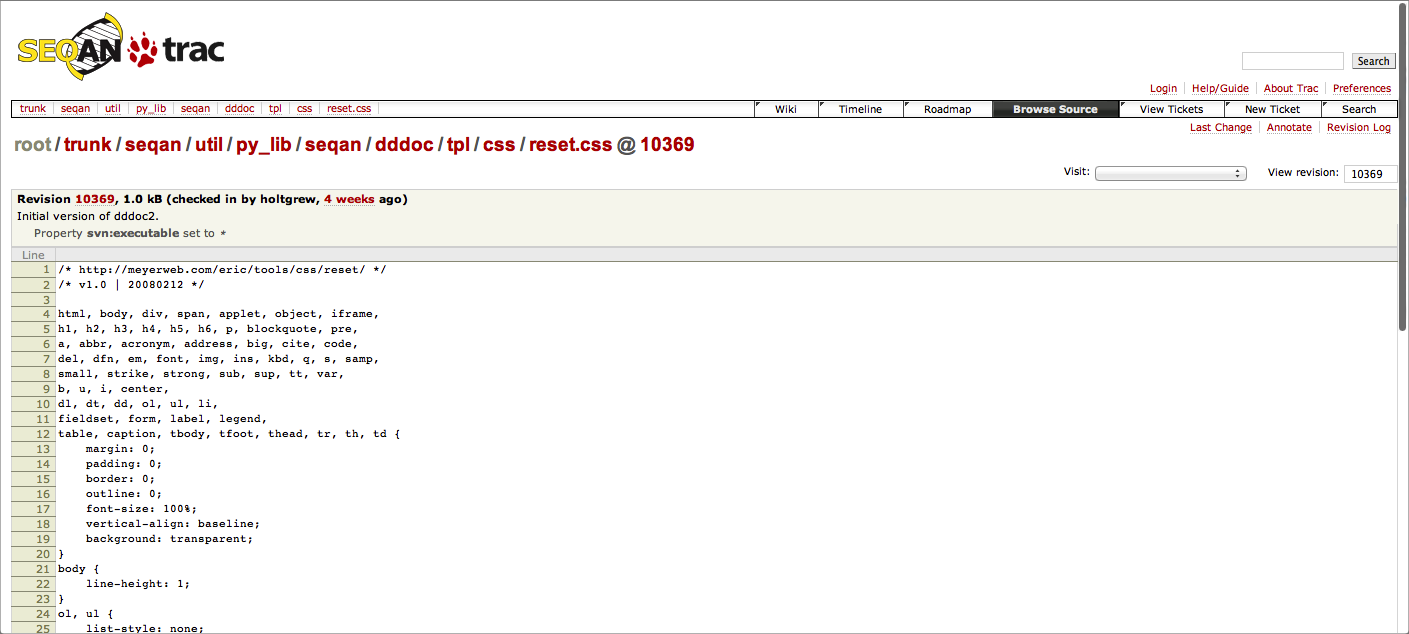 SEQAN trac
Search
Login Help/Guide About Trac Preferences
trunk seqan util py_lib seqan dddoc tpl css reset.css Wiki Timeline Roadmap Browse Source View Tickets New Ticket Search
Last Change Annotate Revision Log
root/trunk/seqan/util/py_lib/seqan/dddoc/tpl/css/reset.css @ 10369
Visit: View revision: 10369
Revision 10369, 1.0 kB (checked in by holtgrew, 4 weeks ago)
Initial version of dddoc2.
Property svn:executable set to *
Line
1 /* http://meyerweb.com/eric/tools/css/reset/ */
2 /* v1.0 | 20080212 */
3
4 html, body, div, span, applet, object, iframe,
5 h1, h2, h3, h4, h5, h6, p, blockquote, pre,
6 a, abbr, acronym, address, big, cite, code,
7 del, dfn, em, font, img, ins, kbd, q, s, samp,
8 small, strike, strong, sub, sup, tt, var,
9 b, u, i, center,
10 dl, dt, dd, ol, ul, li,
11 fieldset, form, label, legend,
12 table, caption, tbody, tfoot, thead, tr, th, td {
13 margin: 0;
14 padding: 0;
15 border: 0;
16 outline: 0;
17 font-size: 100%;
18 vertical-align: baseline;
19 background: transparent;
20 }
21 body {
22 line-height: 1;
23 }
24 ol, ul {
25 list-style: none;